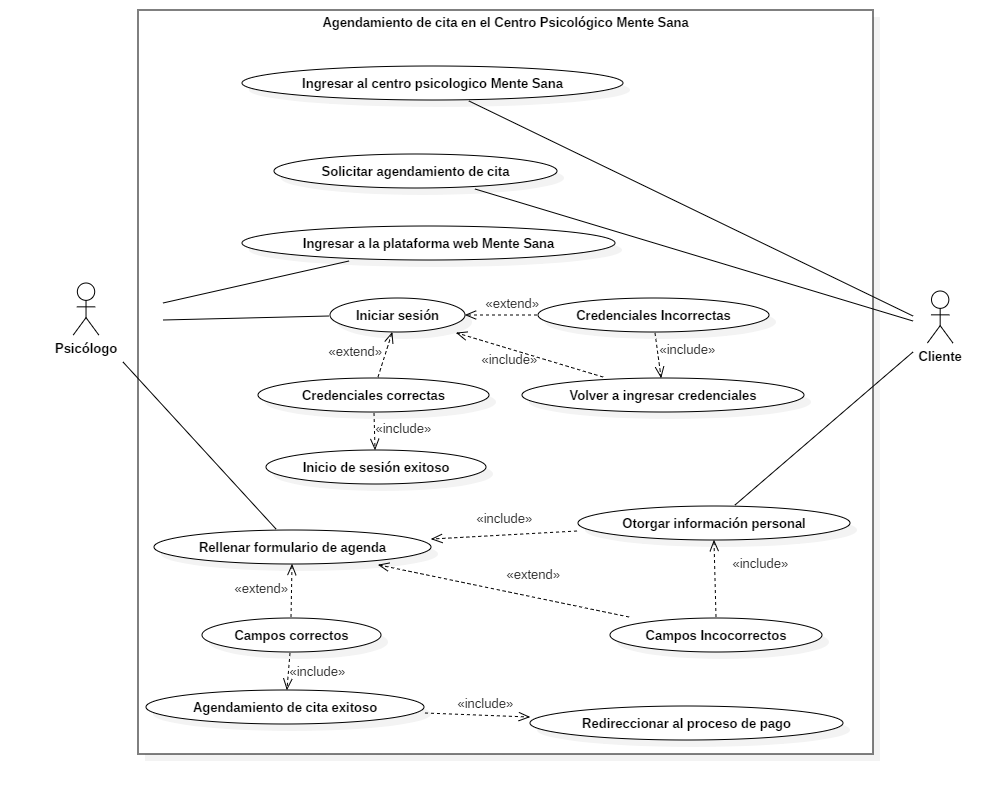 Agendamiento de cita en el Centro Psicológico Mente Sana
Ingresar al centro psicologico Mente Sana
Solicitar agendamiento de cita
Ingresar a la plataforma web Mente Sana
Iniciar sesión
«extend»
Credenciales Incorrectas
Psicólogo
Cliente
«extend»
«include»
«include»
Credenciales correctas
Volver a ingresar credenciales
«include»
Inicio de sesión exitoso
«include»
Otorgar información personal
Rellenar formulario de agenda
«include»
«extend»
«extend»
Campos correctos
Campos Incocorrectos
«include»
Agendamiento de cita exitoso
«include»
Redireccionar al proceso de pago